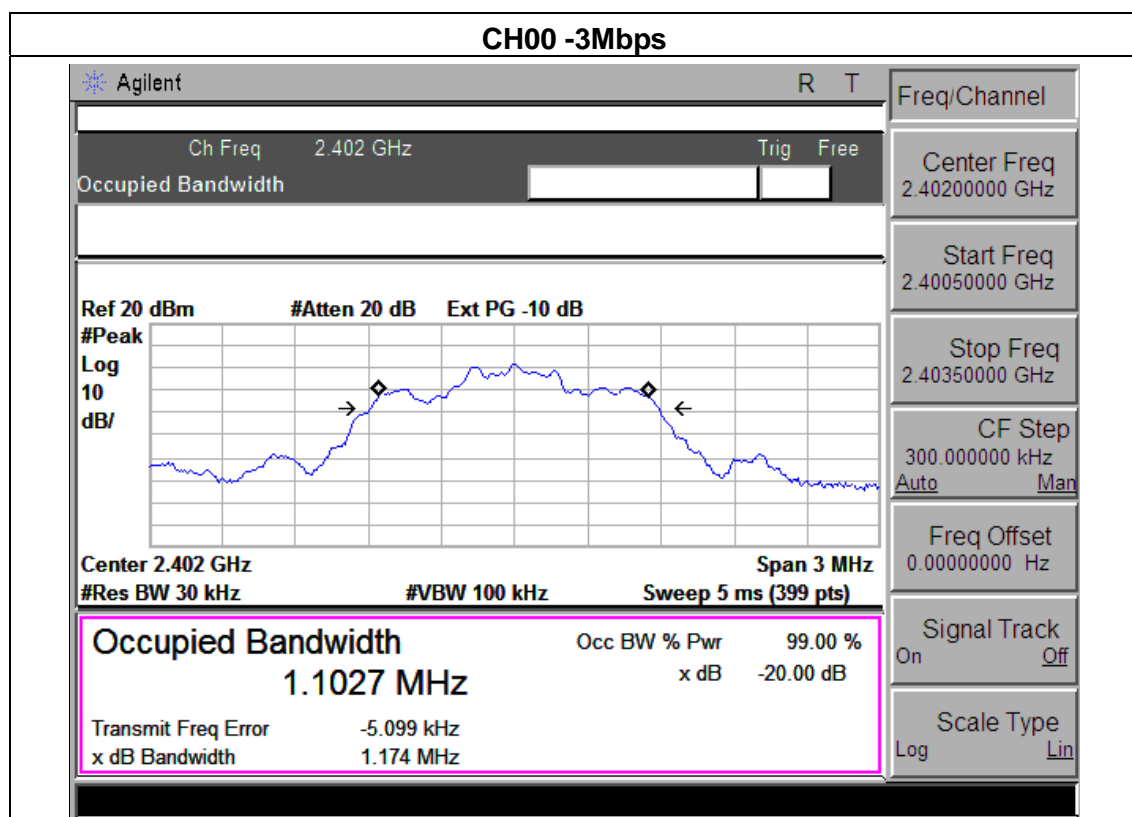 CH00 -3Mbps
Agilent R T
Ch Freq 2.402 GHz Trig Free
Occupied Bandwidth
Ref 20 dBm #Atten 20 dB Ext PG -10 dB
#Peak
Log
10
dB/
Center 2.402 GHz Span 3 MHz
#Res BW 30 kHz #VBW 100 kHz Sweep 5 ms (399 pts)
Occupied Bandwidth Occ BW % Pwr 99.00 %
1.1027 MHz x dB -20.00 dB
Transmit Freq Error -5.099 kHz
x dB Bandwidth 1.174 MHz
Freq/Channel
Center Freq
2.40200000 GHz
Start Freq
2.40050000 GHz
Stop Freq
2.40350000 GHz
CF Step
300.000000 kHz
Auto Man
Freq Offset
0.00000000 Hz
Signal Track
On Off
Scale Type
Log Lin